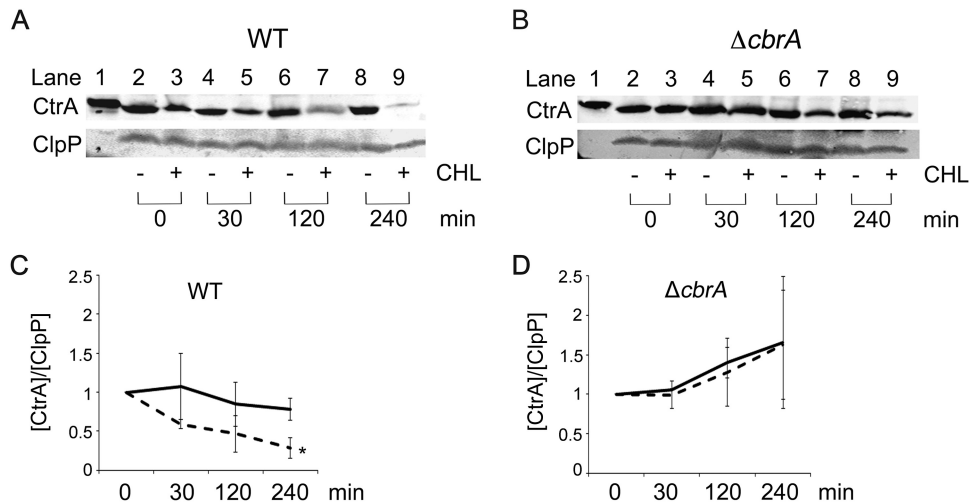 A
WT
Lane 1 2 3 4 5 6 7 8 9
CtrA
ClpP
- + - + - + - + CHL
0 30 120 240 min
B
ΔcbrA
Lane 1 2 3 4 5 6 7 8 9
CtrA
ClpP
- + - + - + - + CHL
0 30 120 240 min
C
WT
[CtrA]/[ClpP]
2.5
2
1.5
1
0.5
0
*
0 30 120 240 min
D
ΔcbrA
[CtrA]/[ClpP]
2.5
2
1.5
1
0.5
0
0 30 120 240 min